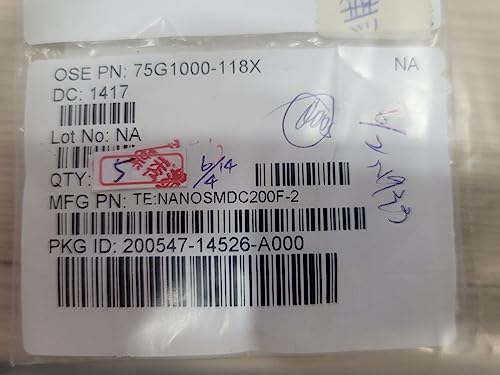 OSE PN: 75G1000-118X NA
DC: 1417
Lot No: NA
QTY: 5 6/14
6/4
MFG PN: TE:NANOSMDC200F-2
PKG ID: 200547-14526-A000